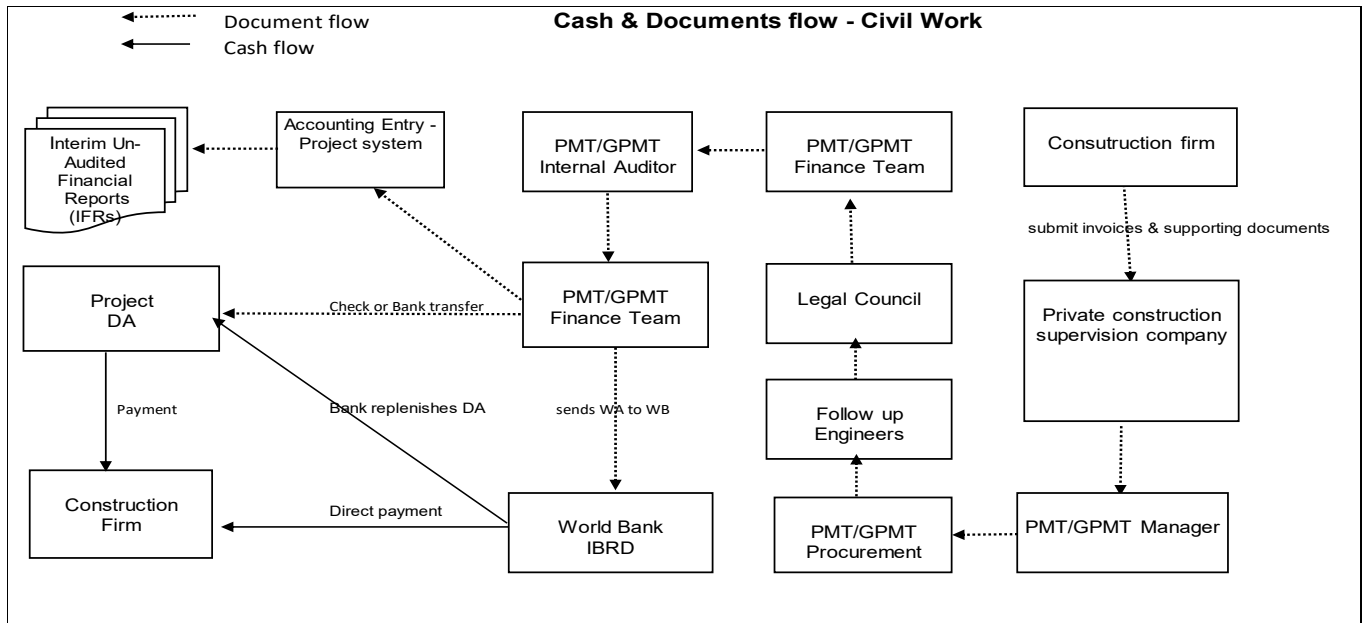 Cash & Documents flow - Civil Work
Document flow
Cash flow
Interim Un-
Audited
Financial
Reports
(IFRs)
Accounting Entry -
Project system
PMT/GPMT
Internal Auditor
PMT/GPMT
Finance Team
Consutruction firm
submit invoices & supporting documents
Project
DA
Check or Bank transfer
PMT/GPMT
Finance Team
Legal Council
Private construction
supervision company
Payment
Bank replenishes DA
sends WA to WB
Follow up
Engineers
Construction
Firm
Direct payment
World Bank
IBRD
PMT/GPMT
Procurement
PMT/GPMT Manager